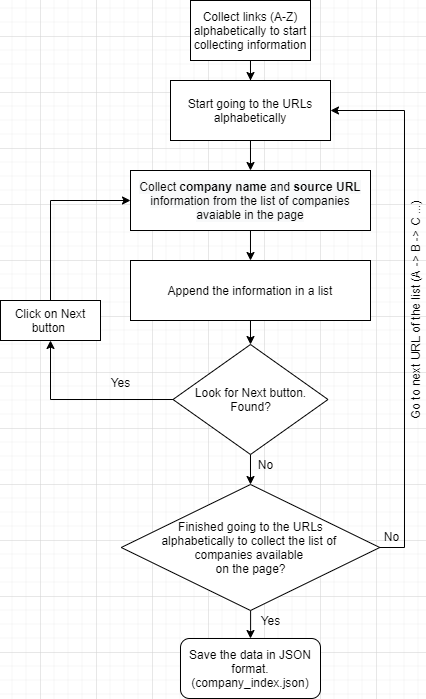 Collect links (A-Z)
alphabetically to start
collecting information
Start going to the URLs
alphabetically
Collect company name and source URL
information from the list of companies
avaiable in the page
Append the information in a list
Click on Next
button
Look for Next button.
Found?
Yes
No
Finished going to the URLs
alphabetically to collect the list of
companies available
on the page?
No
Go to next URL of the list (A -> B -> C ...)
Yes
Save the data in JSON
format.
(company_index.json)